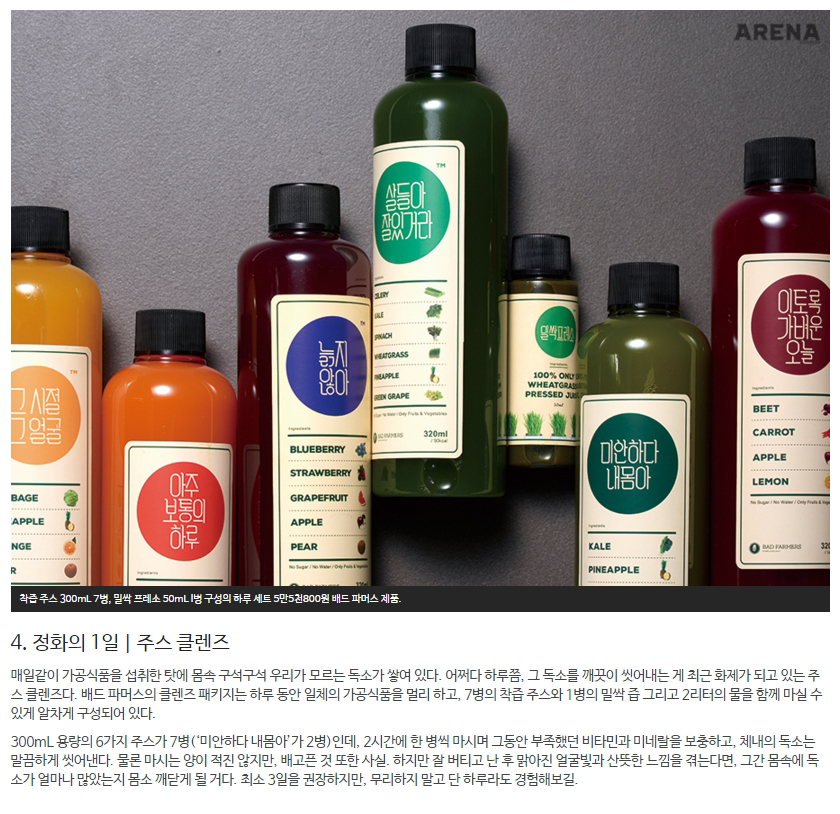 ARENA
살들아
잘있거라
TM
Ingredients
CELERY
KALE
SPINACH
WHEATGRASS
PINEAPPLE
GREEN GRAPE
No Sugar / No Water / Only Fruits & Vegetables
BAD FARMERS
320ml
그 시절
그 얼굴
TM
BAGE
APPLE
NGE
R
아주
보통의
하루
Ingredients
늙지
않아
TM
Ingredients
BLUEBERRY
STRAWBERRY
GRAPEFRUIT
APPLE
PEAR
No Sugar / No Water / Only Fruits & Vegetables
BAD FARMERS
밀싹프레소
100% ONLY
WHEATGRASS
PRESSED JUI
50ml
미안하다
내몸아
Ingredients
KALE
PINEAPPLE
이토록
가벼운
오늘
Ingredients
BEET
CARROT
APPLE
LEMON
No Sugar / No Water / Only Fruits & V
BAD FARMERS
320
착즙 주스 300mL 7병, 밀싹 프레소 50mL 1병 구성의 하루 세트 5만5천800원 배드 파머스 제품.
4. 정화의 1일 | 주스 클렌즈
매일같이 가공식품을 섭취한 탓에 몸속 구석구석 우리가 모르는 독소가 쌓여 있다. 어쩌다 하루쯤, 그 독소를 깨끗이 씻어내는 게 최근 화제가 되고 있는 주
스 클렌즈다. 배드 파머스의 클렌즈 패키지는 하루 동안 일체의 가공식품을 멀리 하고, 7병의 착즙 주스와 1병의 밀싹 즙 그리고 2리터의 물을 함께 마실 수
있게 알차게 구성되어 있다.
300mL 용량의 6가지 주스가 7병(‘미안하다 내몸아’가 2병)인데, 2시간에 한 병씩 마시며 그동안 부족했던 비타민과 미네랄을 보충하고, 체내의 독소는
말끔하게 씻어낸다. 물론 마시는 양이 적진 않지만, 배고픈 것 또한 사실. 하지만 잘 버티고 난 후 맑아진 얼굴빛과 산뜻한 느낌을 겪는다면, 그간 몸속에 독
소가 얼마나 많았는지 몸소 깨닫게 될 거다. 최소 3일을 권장하지만, 무리하지 말고 단 하루라도 경험해보길.